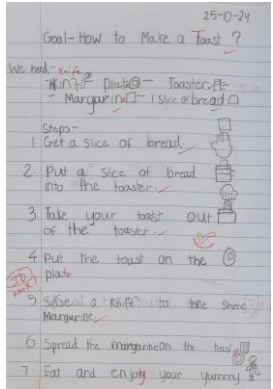 25-10-24
Goal-How to Make a Toast?
We need- knife
Kinf Plate Toaster
- Margarin - 1 slice of bread
Steps-
1. Get a slice of bread.
2. Put a slice of bread
into the toaster.
3. Take your toast out
of the toaster.
4. Put the toast on the
plate
5. a knife to take some
Margarine.
6. Spread the margarine on the toast
7. Eat and enjoy your yummy